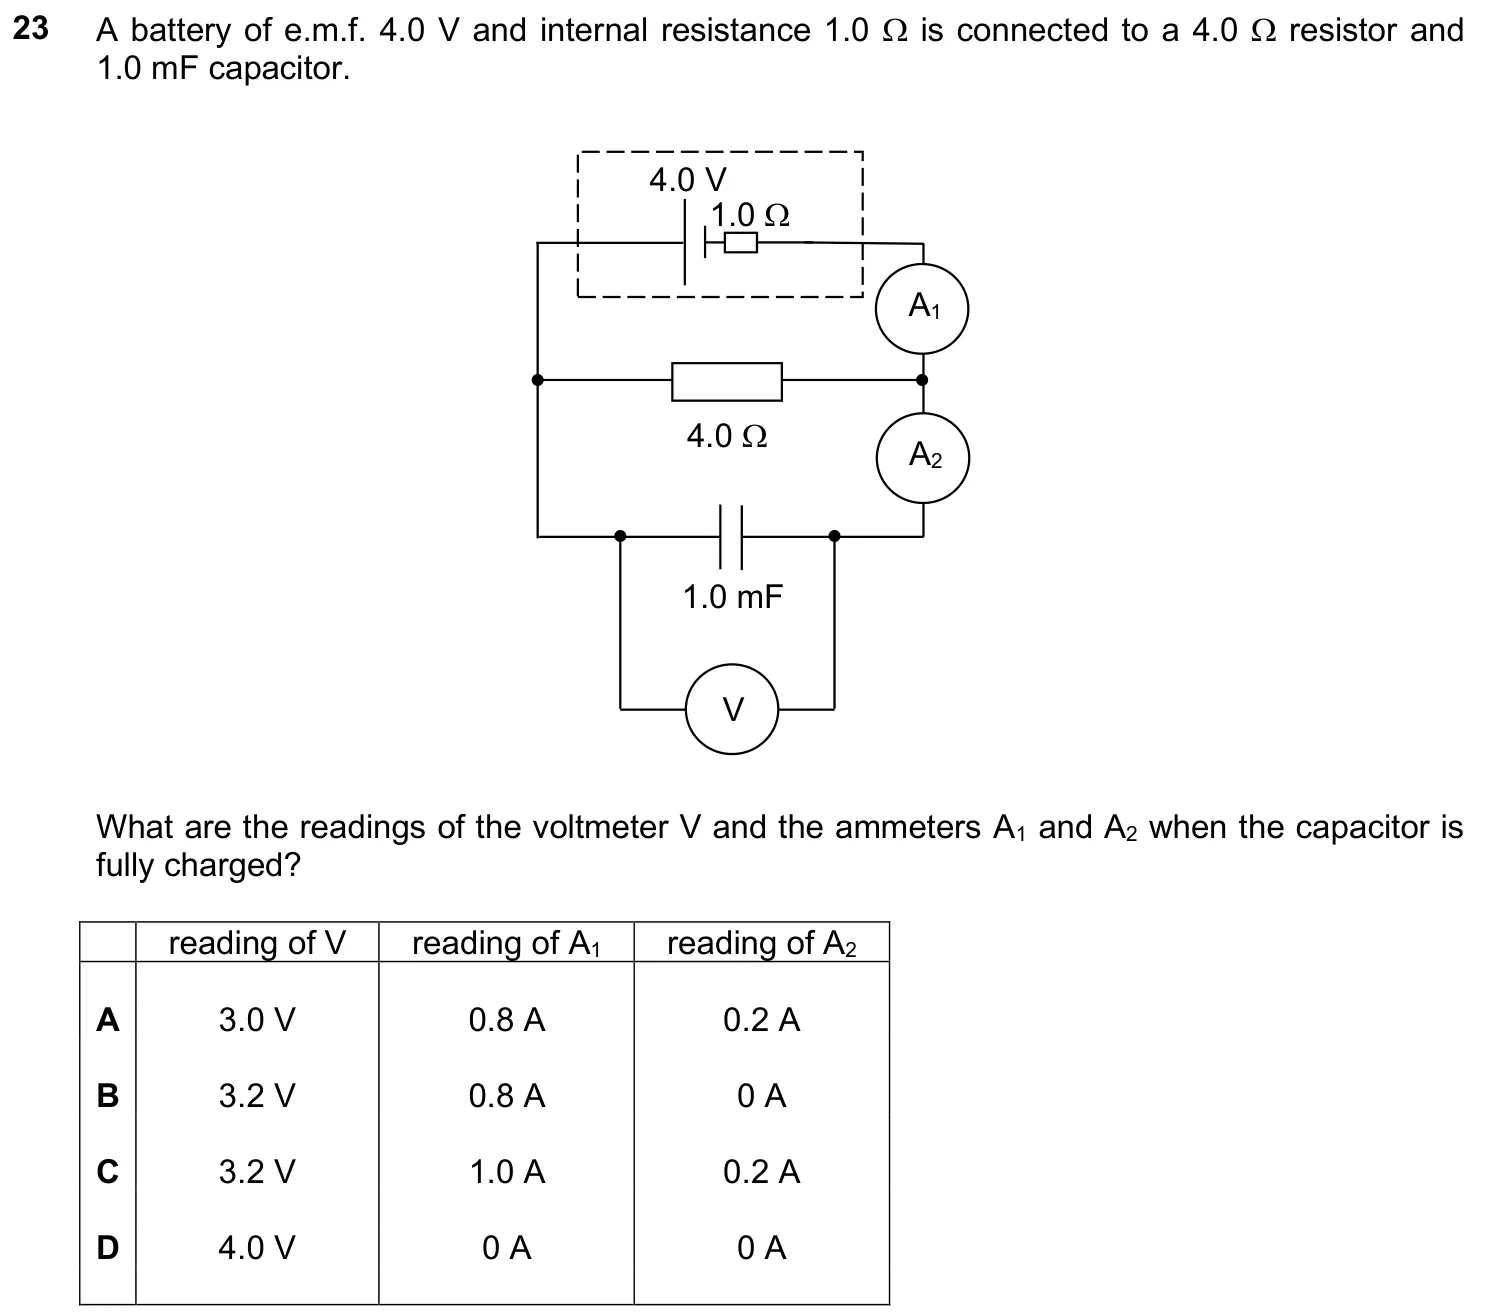 23 A battery of e.m.f. 4.0 V and internal resistance 1.0 Ω is connected to a 4.0 Ω resistor and
1.0 mF capacitor.
4.0 V
1.0 Ω
A₁
4.0 Ω
A₂
1.0 mF
V
What are the readings of the voltmeter V and the ammeters A₁ and A₂ when the capacitor is
fully charged?
reading of V reading of A₁ reading of A₂
A 3.0 V 0.8 A 0.2 A
B 3.2 V 0.8 A 0 A
C 3.2 V 1.0 A 0.2 A
D 4.0 V 0 A 0 A